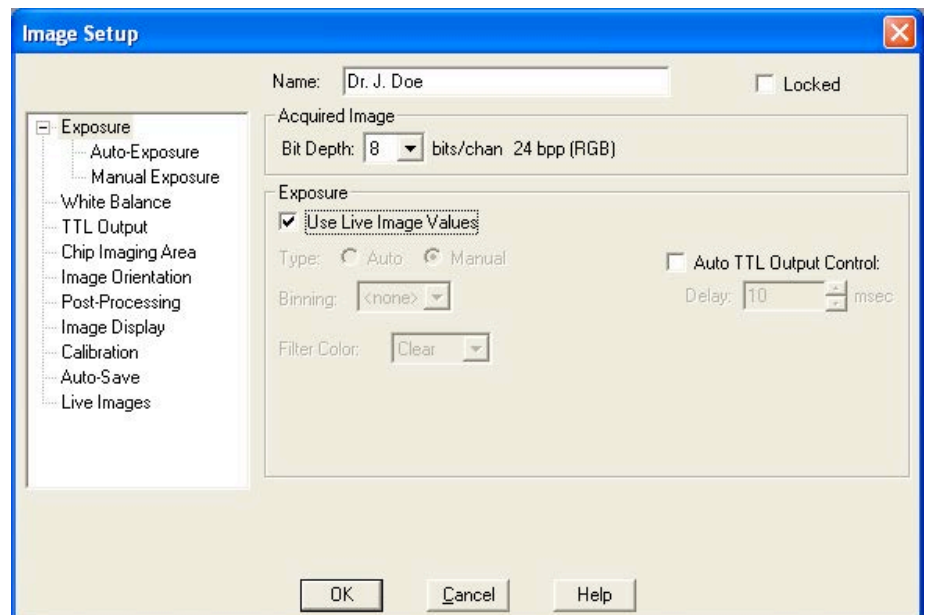 Image Setup
Name: Dr. J. Doe
Locked
Exposure
Auto-Exposure
Manual Exposure
White Balance
TTL Output
Chip Imaging Area
Image Orientation
Post-Processing
Image Display
Calibration
Auto-Save
Live Images
Acquired Image
Bit Depth: 8 bits/chan 24 bpp (RGB)
Exposure
Use Live Image Values
Type: Auto Manual
Auto TTL Output Control:
Binning: <none>
Delay: 10 msec
Filter Color: Clear
OK Cancel Help